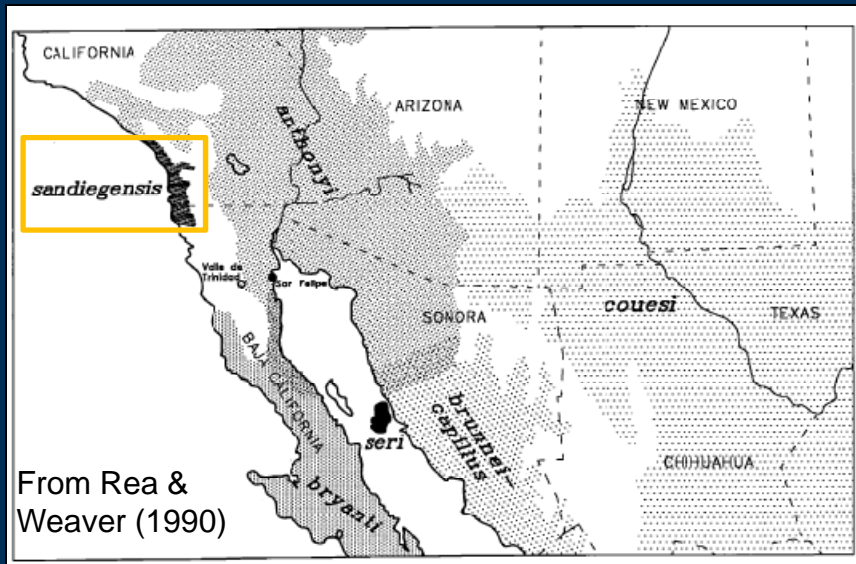 CALIFORNIA
ARIZONA
NEW MEXICO
anthonyi
sandiegensis
Valle de
Trinidad
San Felipe
SONORA
couesi
TEXAS
BAJA CALIFORNIA
brunnei-
capillus
seri
CHIHUAHUA
bryanti
From Rea &
Weaver (1990)